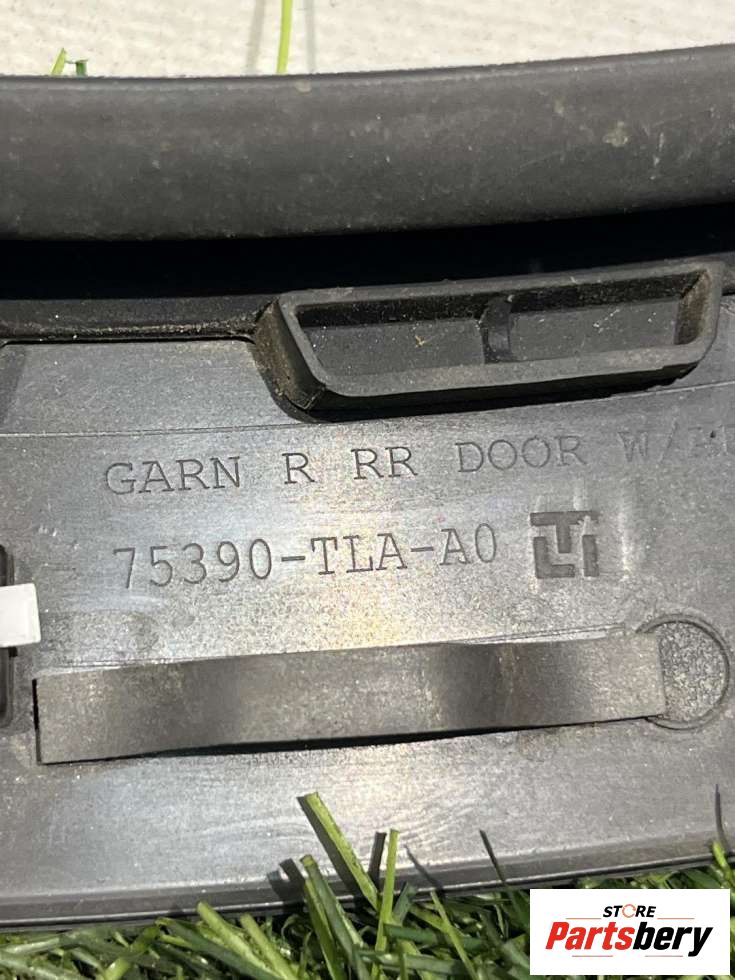 GARN R RR DOOR
75390-TLA-A0
STORE
Partsbery